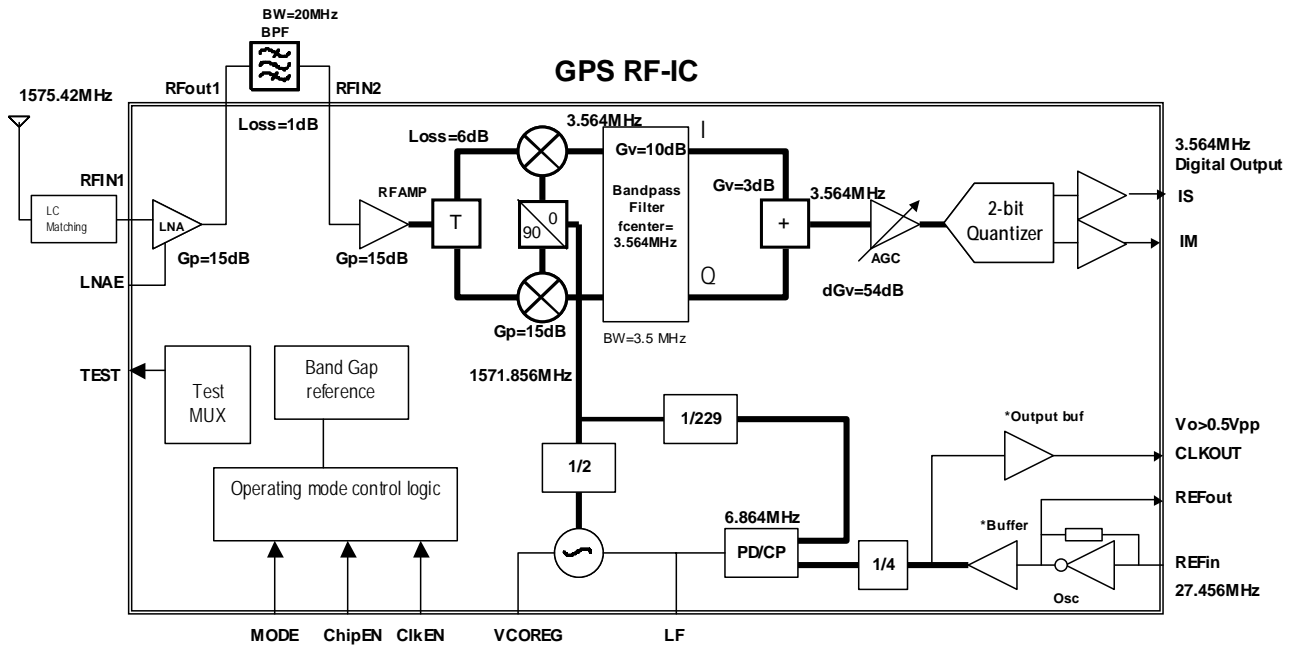 BW=20MHz
BPF
GPS RF-IC
1575.42MHz
RFout1
RFIN2
Loss=1dB
Loss=6dB
3.564MHz
I
Gv=10dB
3.564MHz
Digital Output
RFIN1
RFAMP
Gv=3dB
3.564MHz
IS
LC
Matching
LNA
T
0
90
Bandpass
Filter
fcenter=
3.564MHz
+
2-bit
Quantizer
IM
Gp=15dB
Gp=15dB
AGC
LNAE
Q
dGv=54dB
Gp=15dB
BW=3.5 MHz
TEST
Test
MUX
Band Gap
reference
1571.856MHz
1/229
*Output buf
Vo>0.5Vpp
CLKOUT
1/2
Operating mode control logic
REFout
6.864MHz
*Buffer
PD/CP
1/4
Osc
REFin
27.456MHz
MODE
ChipEN
ClkEN
VCOREG
LF